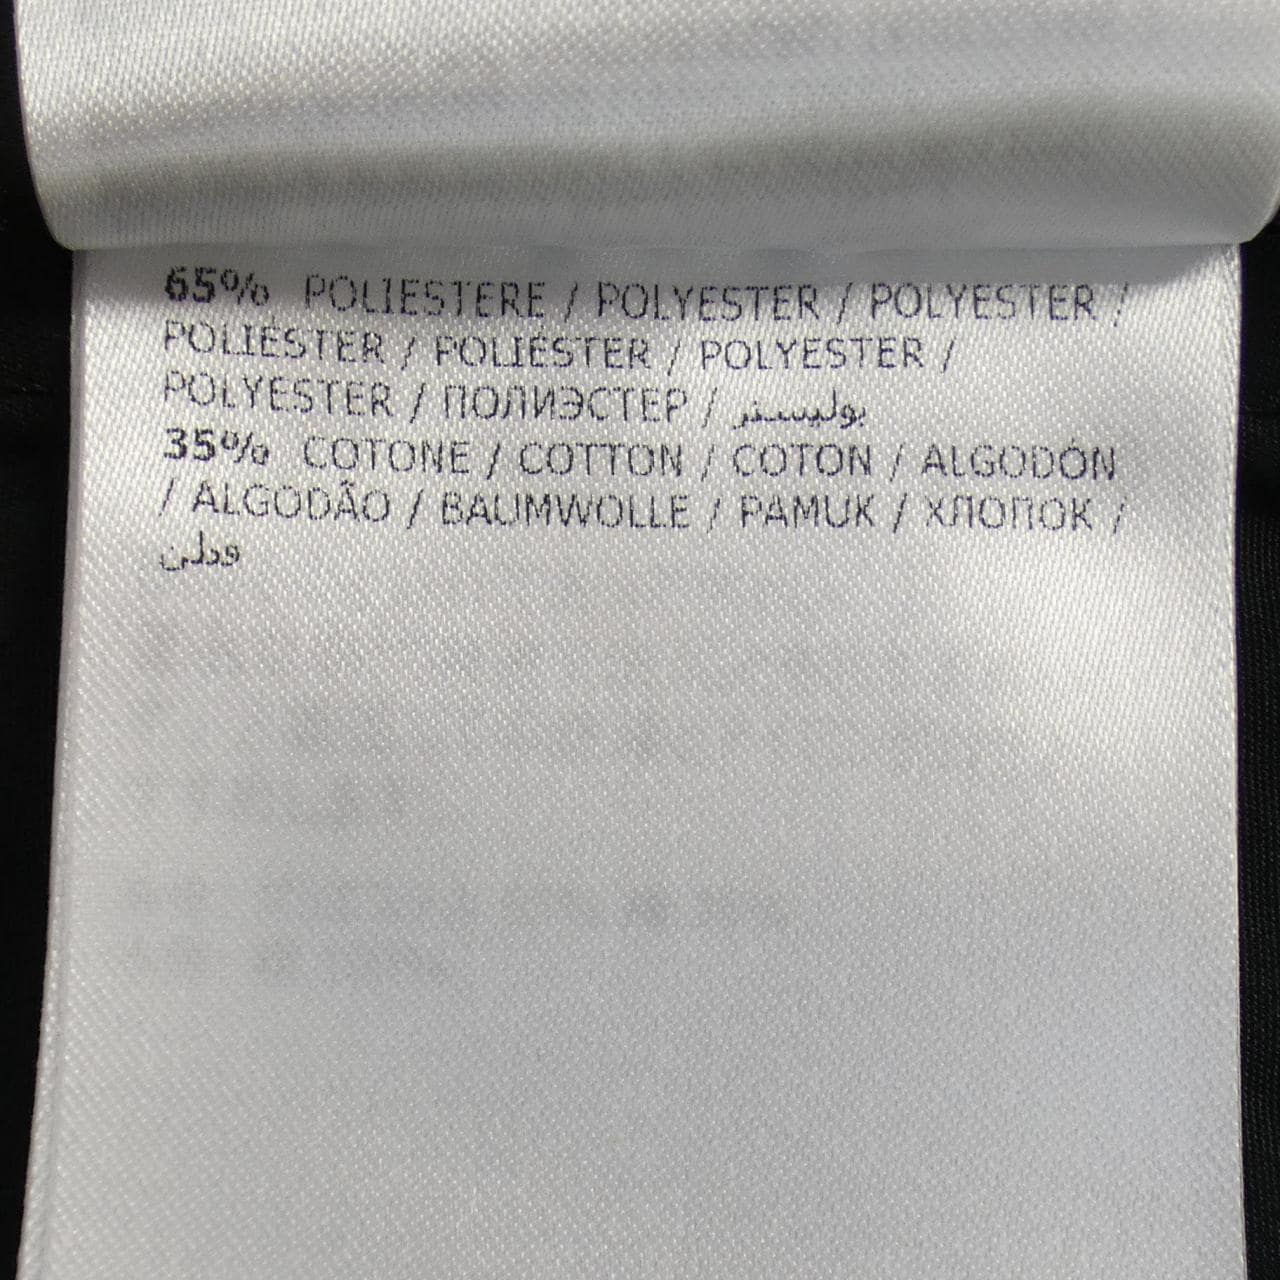 65% POLIESTERE / POLYESTER / POLYESTER /
POLIÉSTER / POLIÉSTER / POLYESTER /
POLYESTER / ПОЛИЭСТЕР / بوليستر
35% COTONE / COTTON / COTON / ALGODÓN
/ ALGODÃO / BAUMWOLLE / PAMUK / ХЛОПОК /
قطن